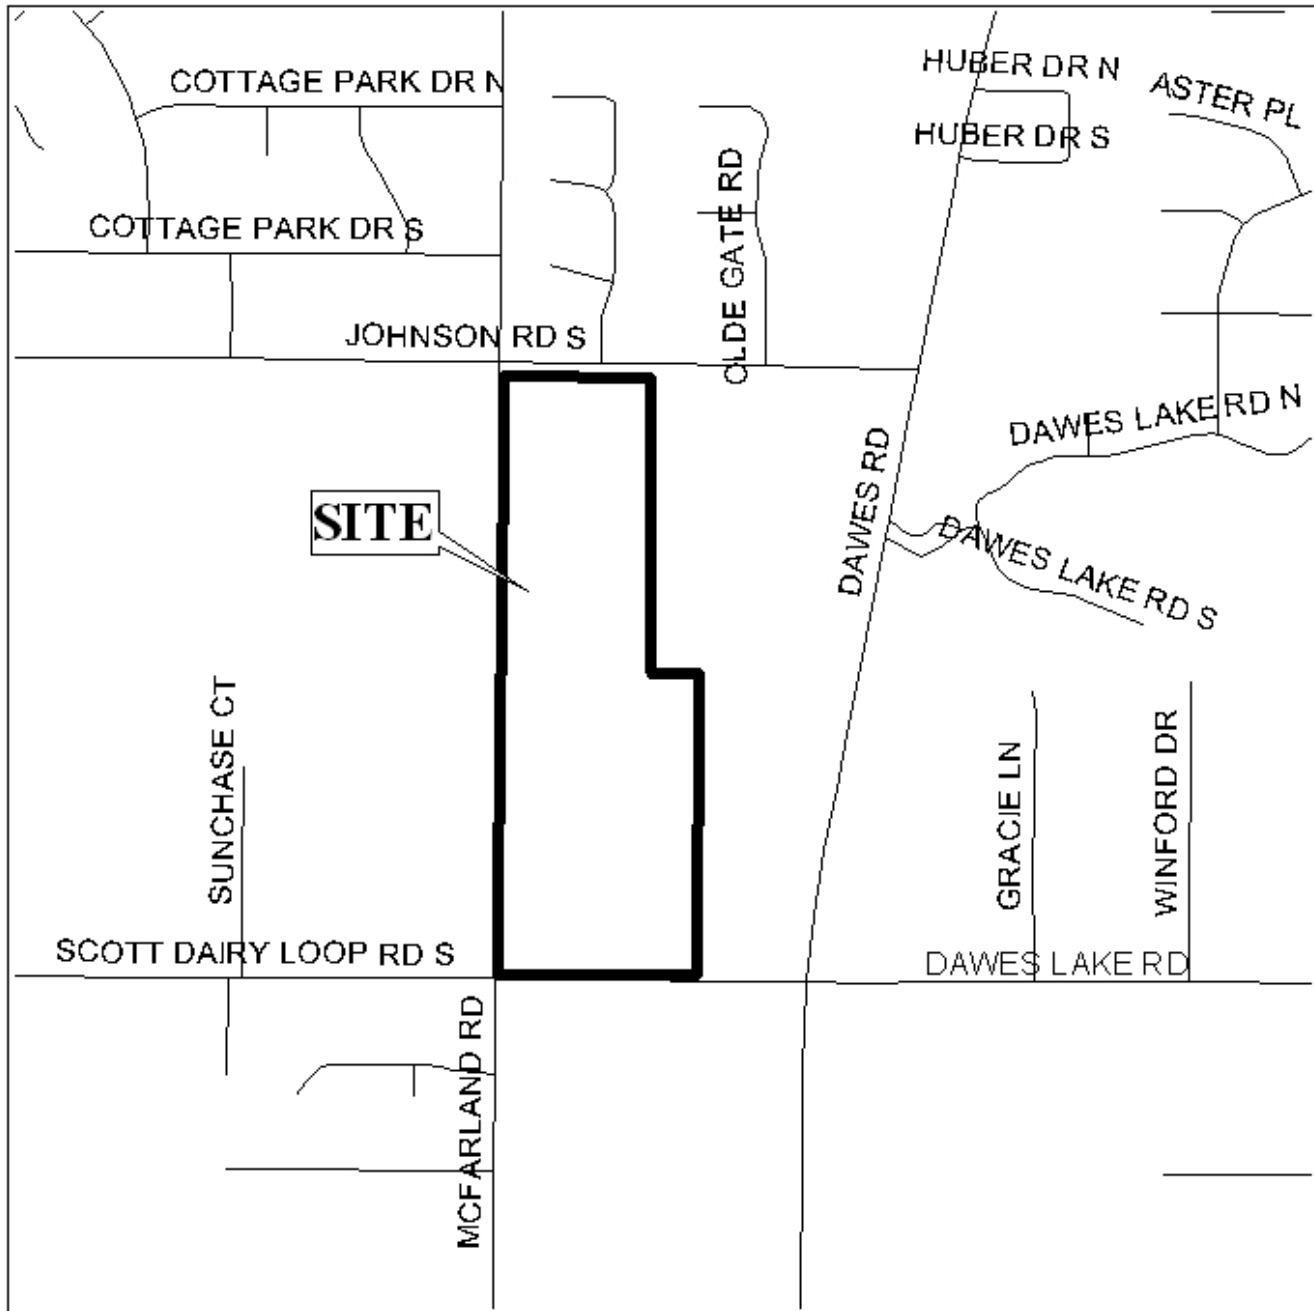 HUBER DR N
COTTAGE PARK DR N
ASTER PL
HUBER DR S
OLDE GATE RD
COTTAGE PARK DR S
JOHNSON RD S
DAWES LAKE RD N
DAWES RD
SITE
DAWES LAKE RD S
SUNCHASE CT
GRACIE LN
WINFORD DR
SCOTT DAIRY LOOP RD S
DAWES LAKE RD
MCFARLAND RD